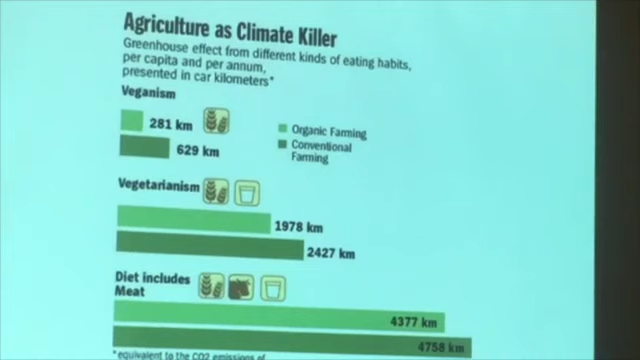 Agriculture as Climate Killer
Greenhouse effect from different kinds of eating habits,
per capita and per annum,
presented in car kilometers*
Veganism
281 km
629 km
Organic Farming
Conventional
Farming
Vegetarianism
1978 km
2427 km
Diet includes
Meat
4377 km
4758 km
*equivalent to the CO2 emissions of